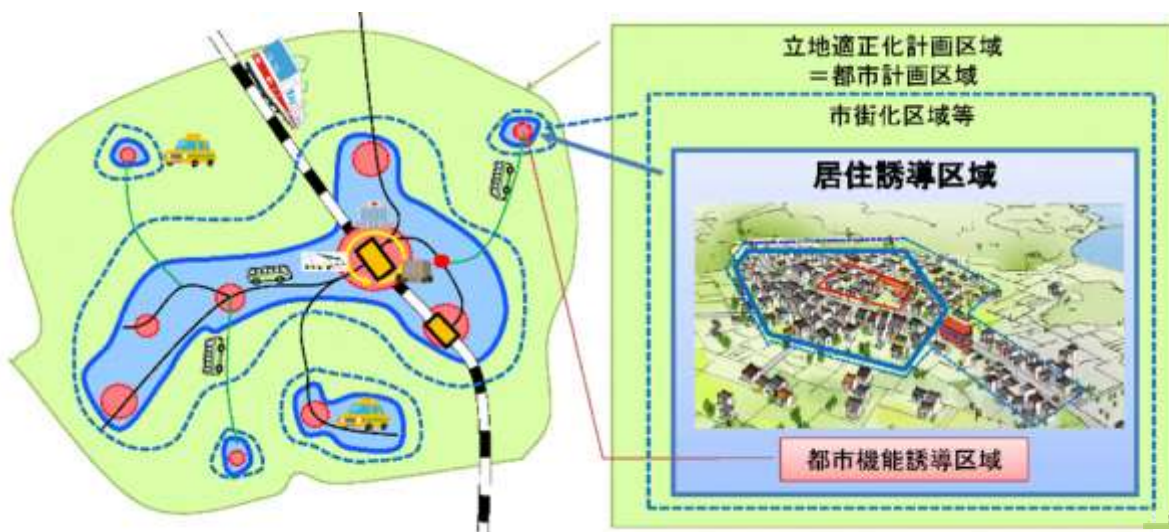 立地適正化計画区域
＝都市計画区域
市街化区域等
居住誘導区域
都市機能誘導区域